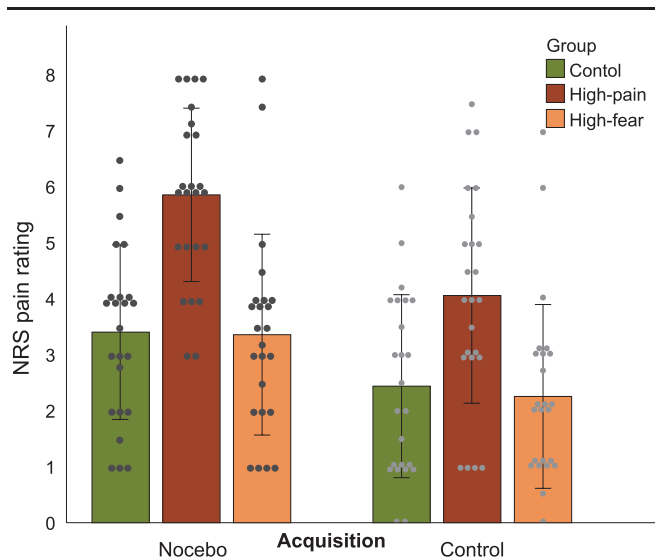 Group
Contol
High-pain
High-fear
NRS pain rating
8
7
6
5
4
3
2
1
0
Nocebo
Acquisition
Control